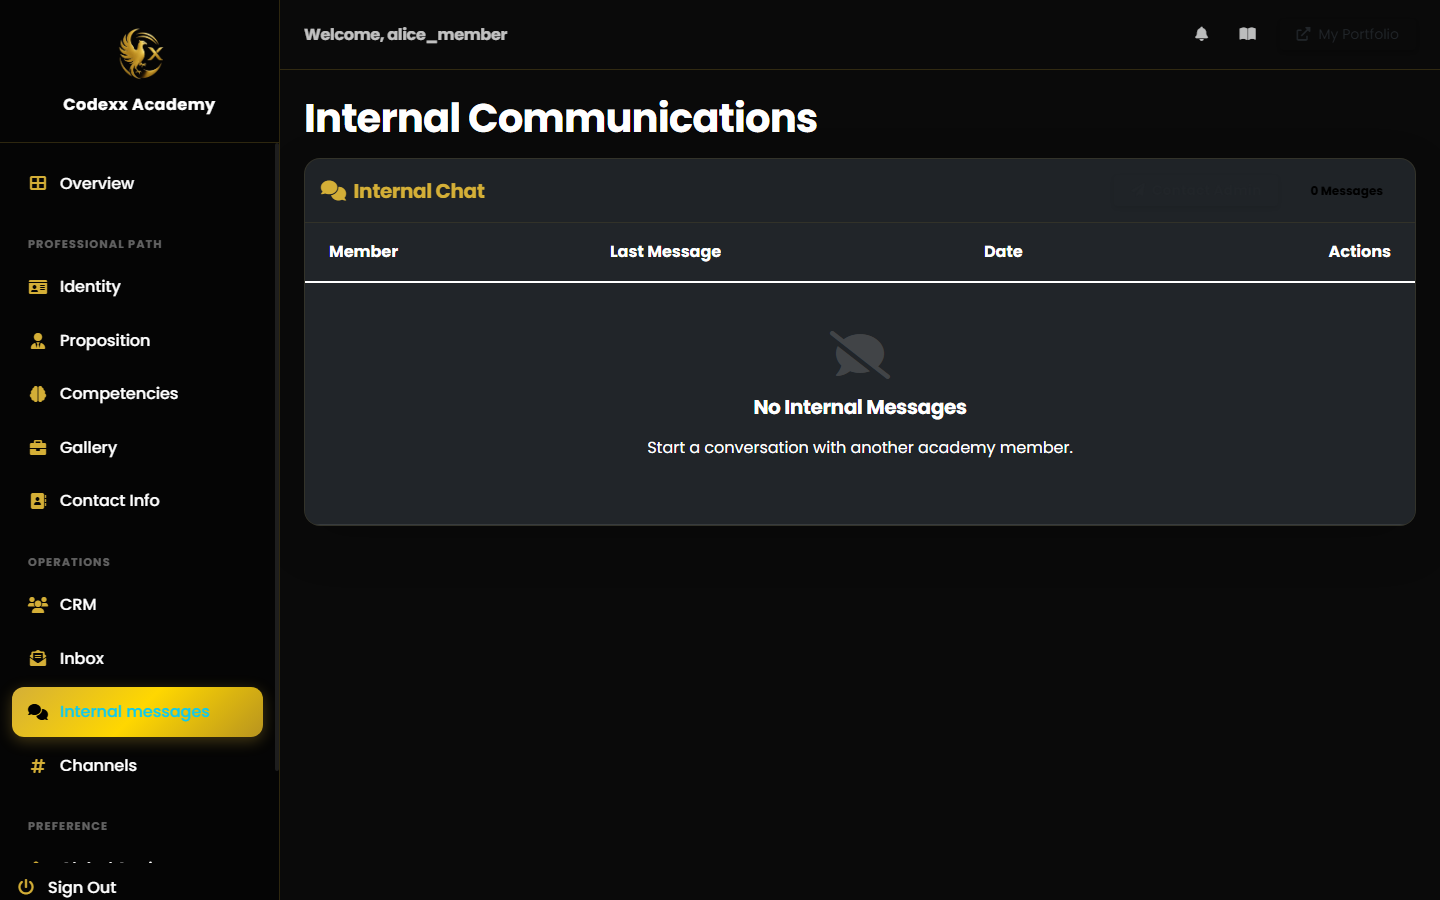 Codexx Academy
Overview
PROFESSIONAL PATH
Identity
Proposition
Competencies
Gallery
Contact Info
OPERATIONS
CRM
Inbox
Internal messages
Channels
PREFERENCE
Sign Out
Welcome, alice_member
My Portfolio
Internal Communications
Internal Chat
0 Messages
Member Last Message Date Actions
No Internal Messages
Start a conversation with another academy member.